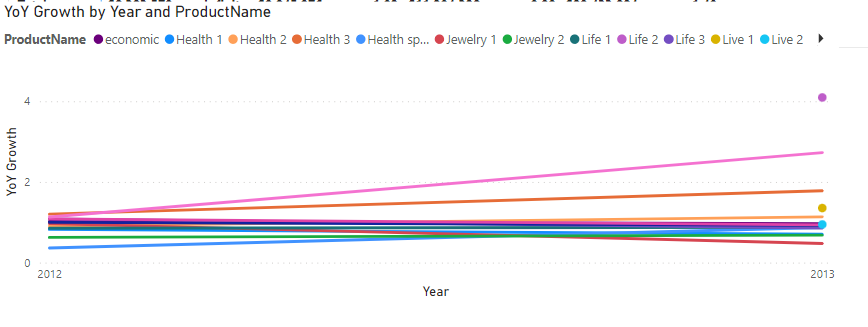 YoY Growth by Year and ProductName
ProductName economic Health 1 Health 2 Health 3 Health sp... Jewelry 1 Jewelry 2 Life 1 Life 2 Life 3 Live 1 Live 2
4
YoY Growth
2
0
2012 2013
Year